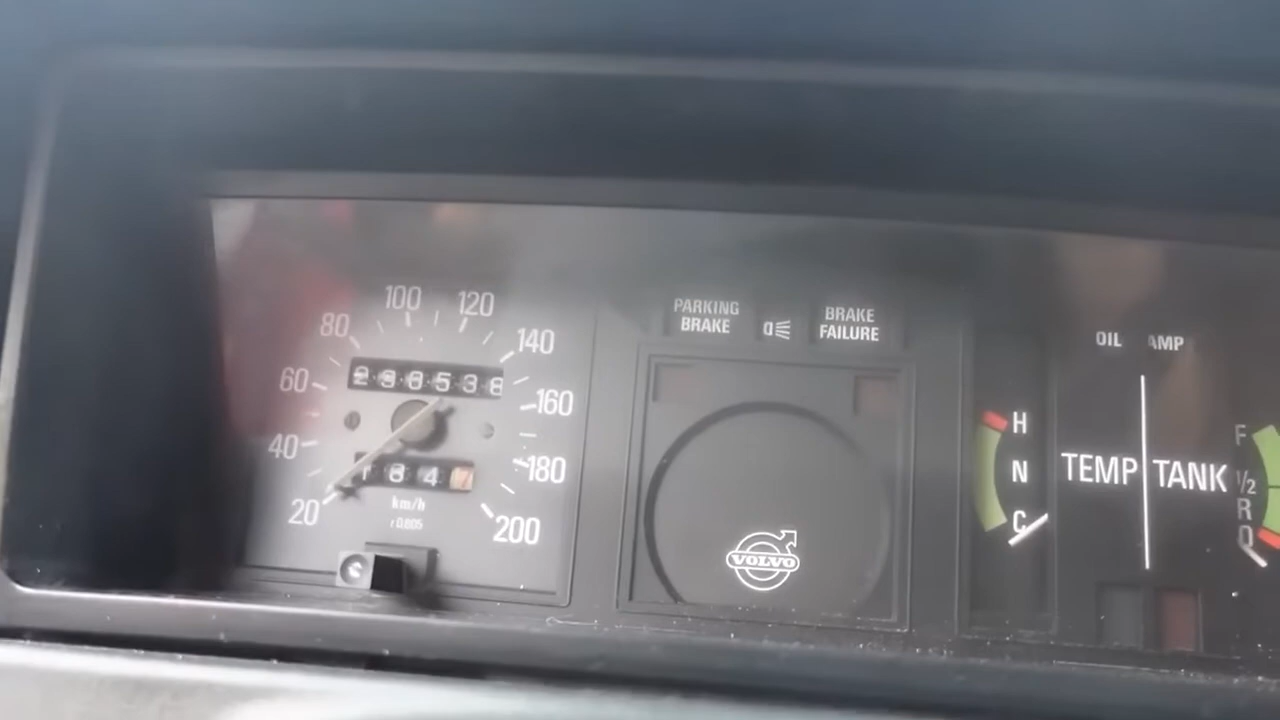 100 120
80 140
60 160
40 180
20 200
km/h
PARKING
BRAKE
BRAKE
FAILURE
VOLVO
OIL AMP
H
N
C
TEMP TANK
F
1/2
R